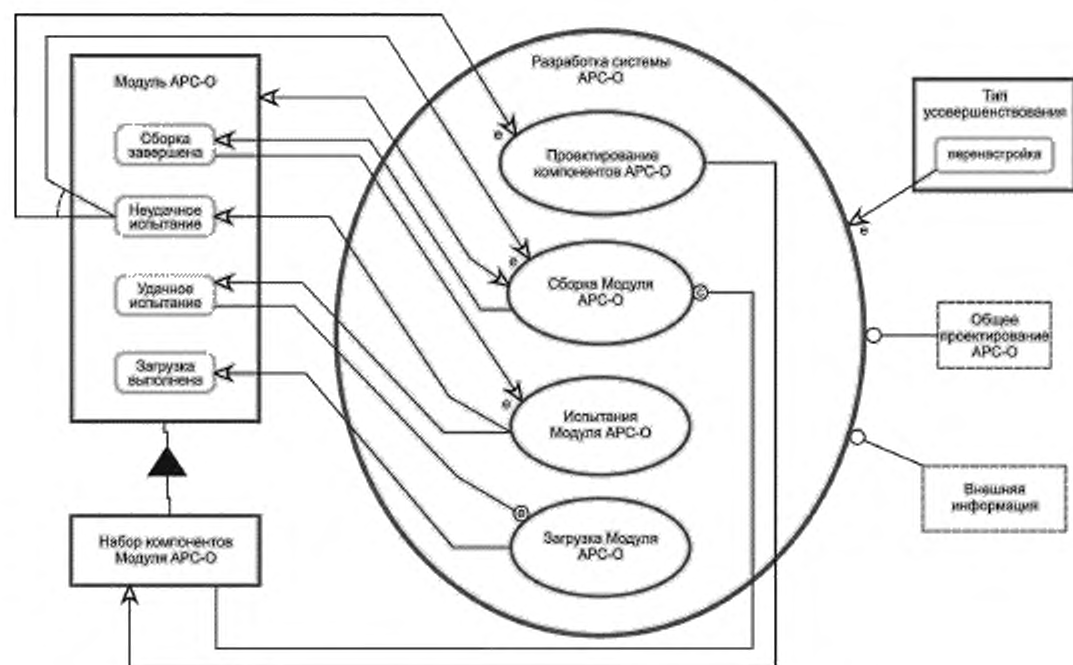 Модуль АРС-О
Сборка
завершена
Неудачное
испытание
Удачное
испытание
Загрузка
выполнена
Набор компонентов
Модуля АРС-О
Разработка системы
АРС-О
e
Проектирование
компонентов АРС-О
e
Сборка Модуля
АРС-О
e
Испытания
Модуля АРС-О
Загрузка Модуля
АРС-О
Тип
усовершенствования
перенастройка
e
Общее
проектирование
АРС-О
Внешняя
информация